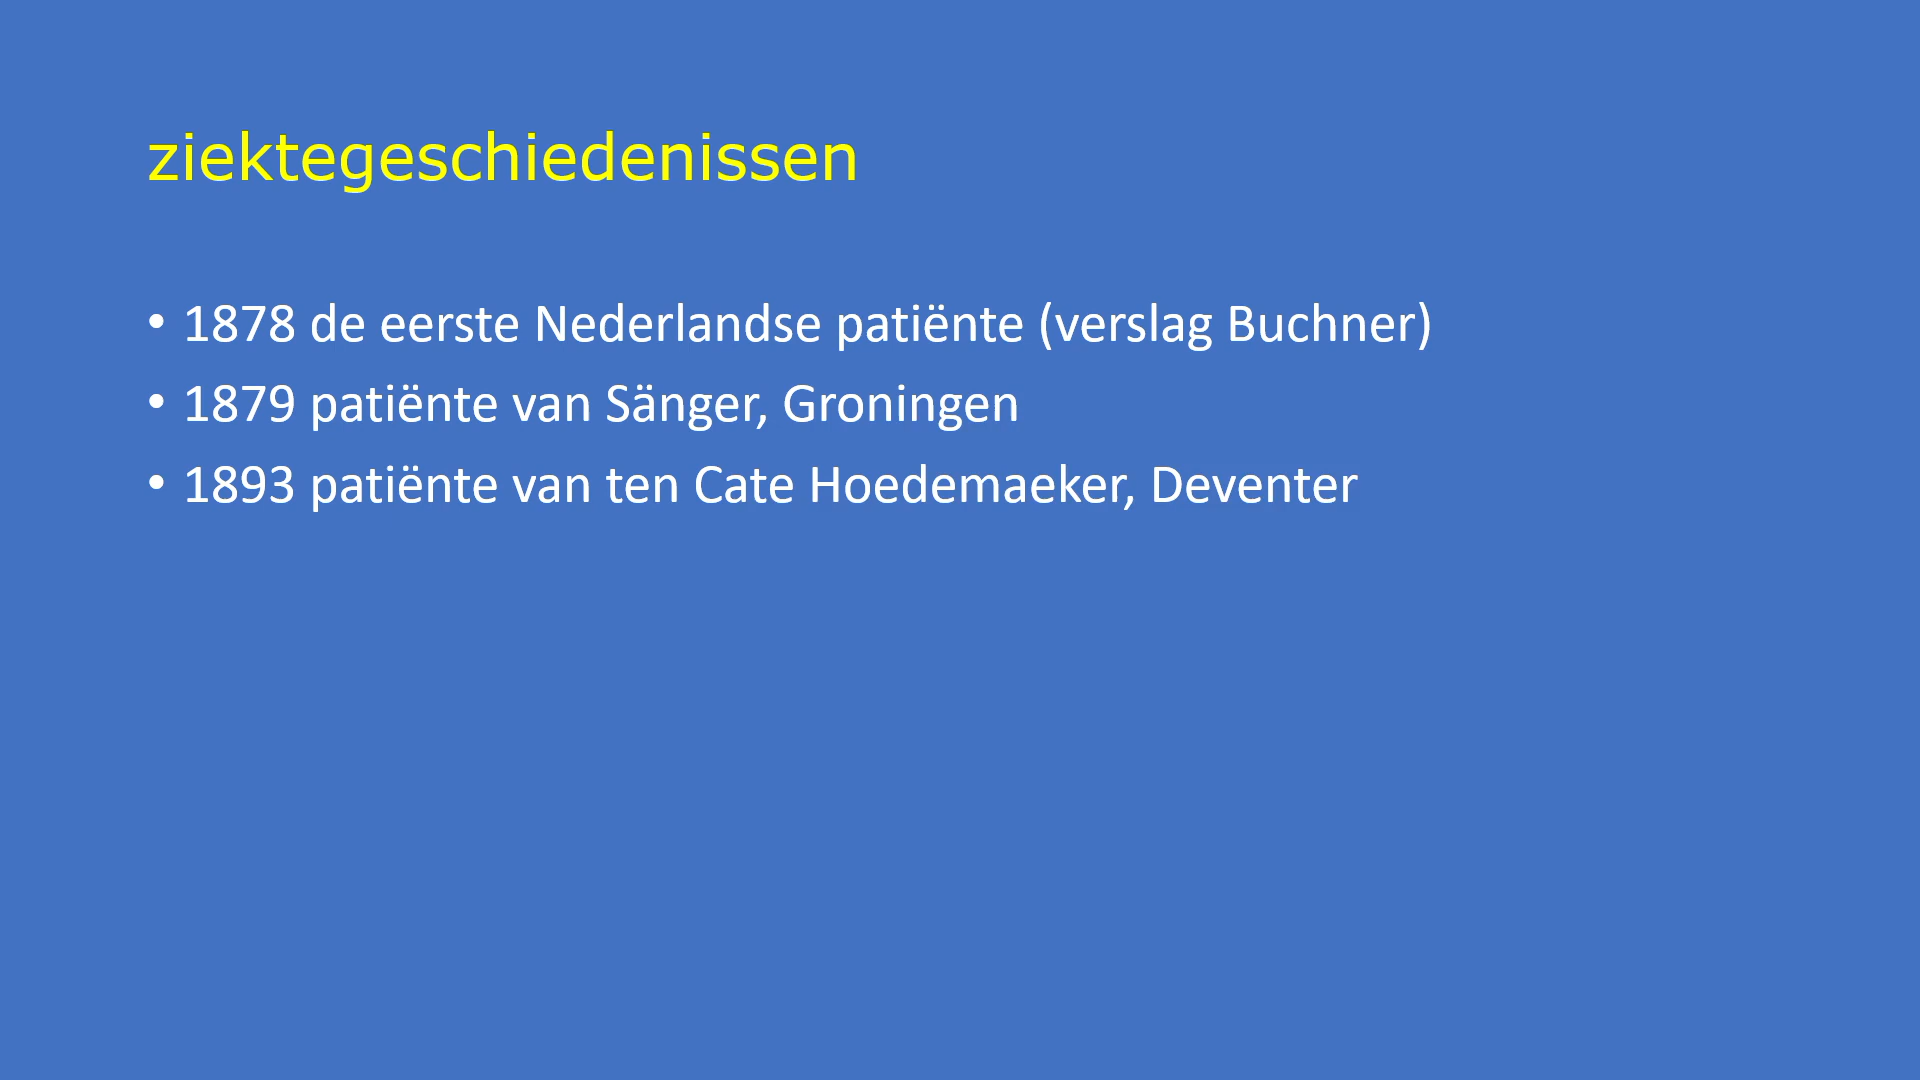 ziektegeschiedenissen
• 1878 de eerste Nederlandse patiënte (verslag Buchner)
• 1879 patiënte van Sänger, Groningen
• 1893 patiënte van ten Cate Hoedemaeker, Deventer